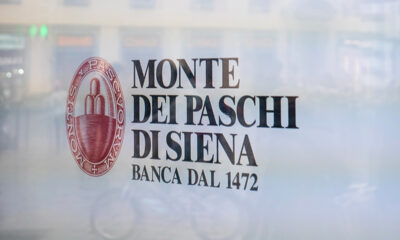 MONTE
DEI PASCHI
DI SIENA
BANCA DAL 1472